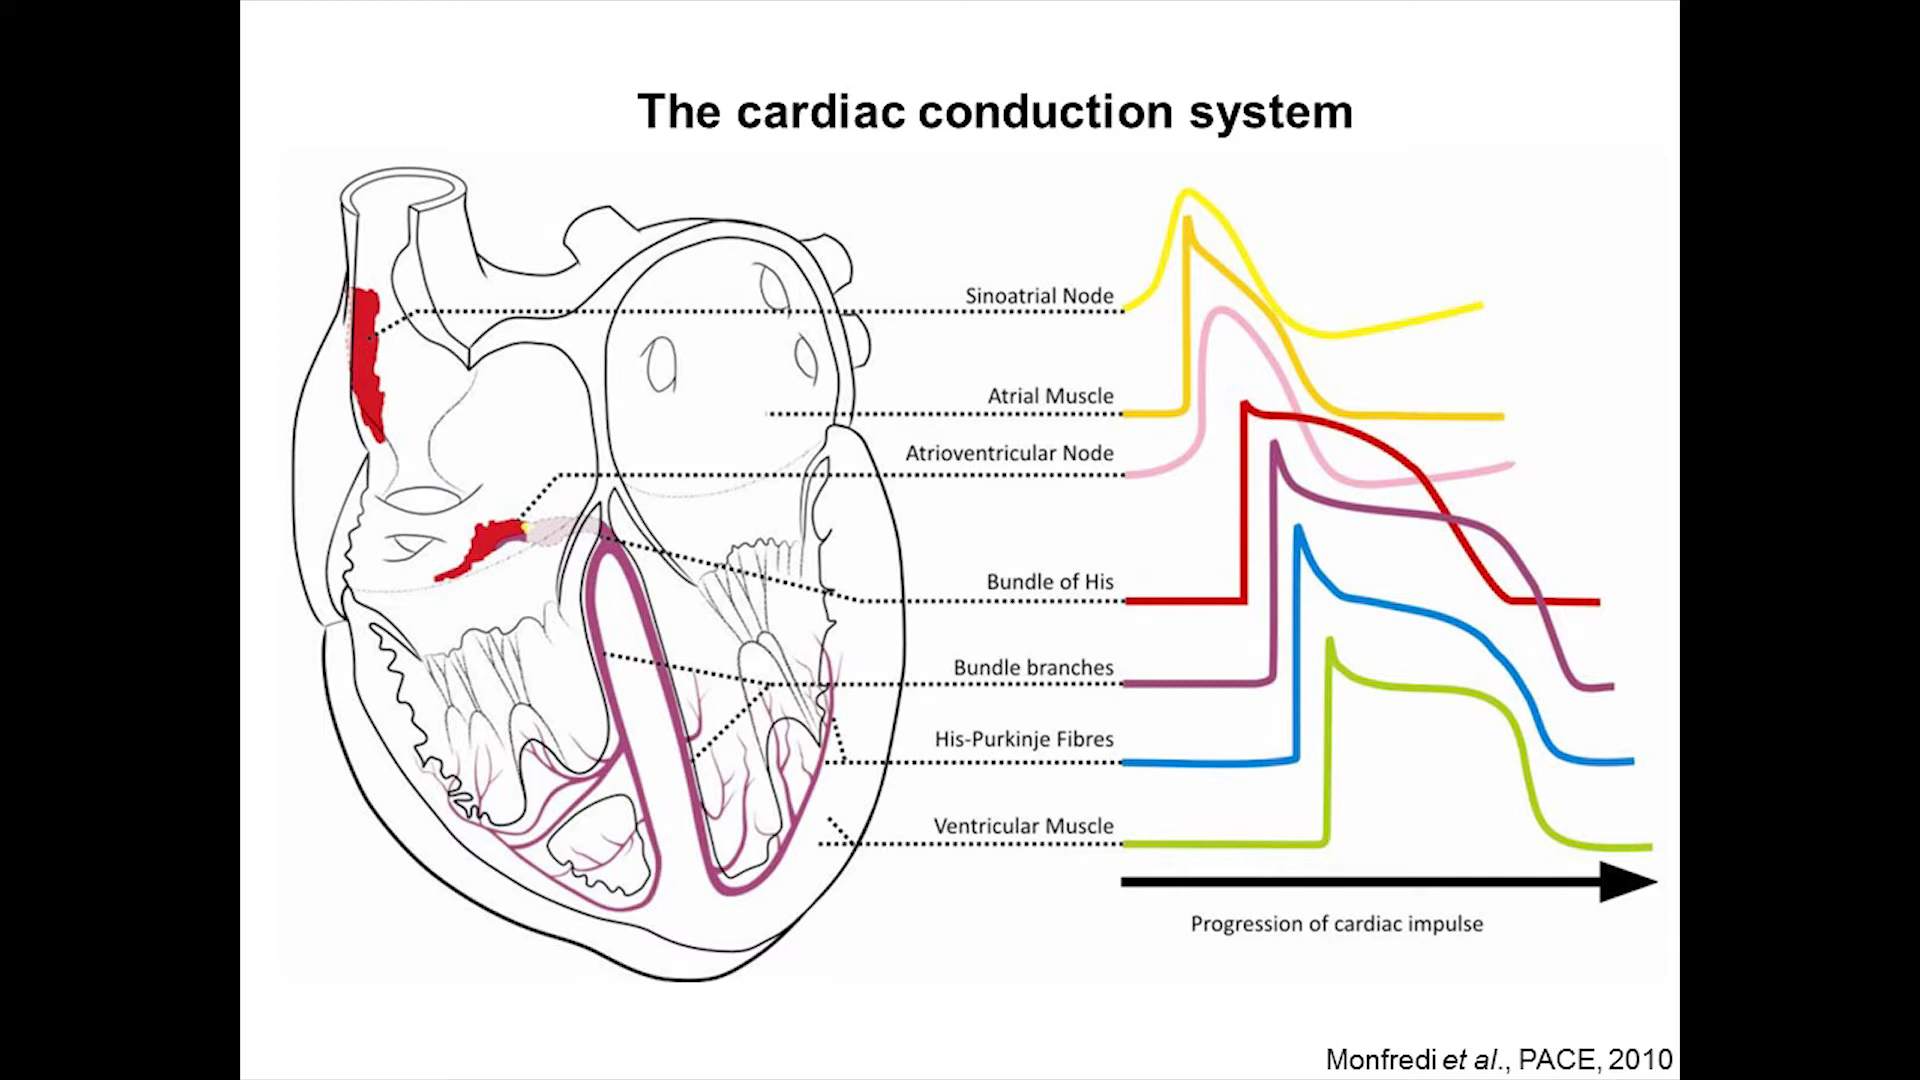 The cardiac conduction system
Sinoatrial Node
Atrial Muscle
Atrioventricular Node
Bundle of His
Bundle branches
His-Purkinje Fibres
Ventricular Muscle
Progression of cardiac impulse
Monfredi et al., PACE, 2010